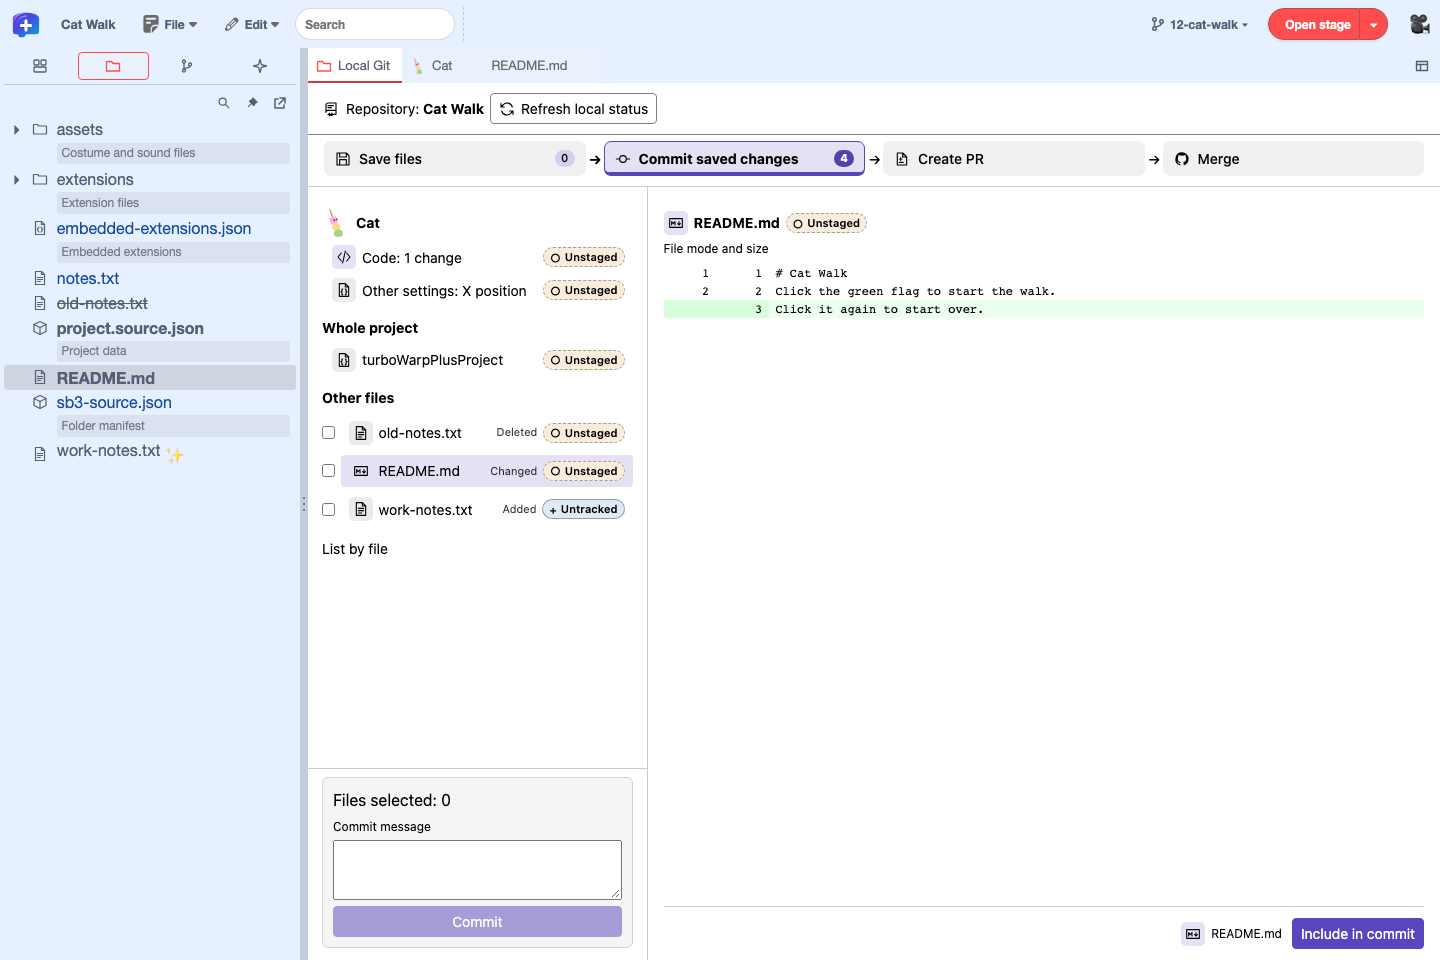 Cat Walk
File
Edit
Search
12-cat-walk
Open stage
assets
Costume and sound files
extensions
Extension files
embedded-extensions.json
Embedded extensions
notes.txt
old-notes.txt
project.source.json
Project data
README.md
sb3-source.json
Folder manifest
work-notes.txt
Local Git
Cat
README.md
Repository: Cat Walk
Refresh local status
Save files 0
Commit saved changes 4
Create PR
Merge
Cat
Code: 1 change Unstaged
Other settings: X position Unstaged
Whole project
turboWarpPlusProject Unstaged
Other files
old-notes.txt Deleted Unstaged
README.md Changed Unstaged
work-notes.txt Added + Untracked
List by file
Files selected: 0
Commit message
Commit
README.md Unstaged
File mode and size
1 1 # Cat Walk
2 2 Click the green flag to start the walk.
3 Click it again to start over.
README.md
Include in commit